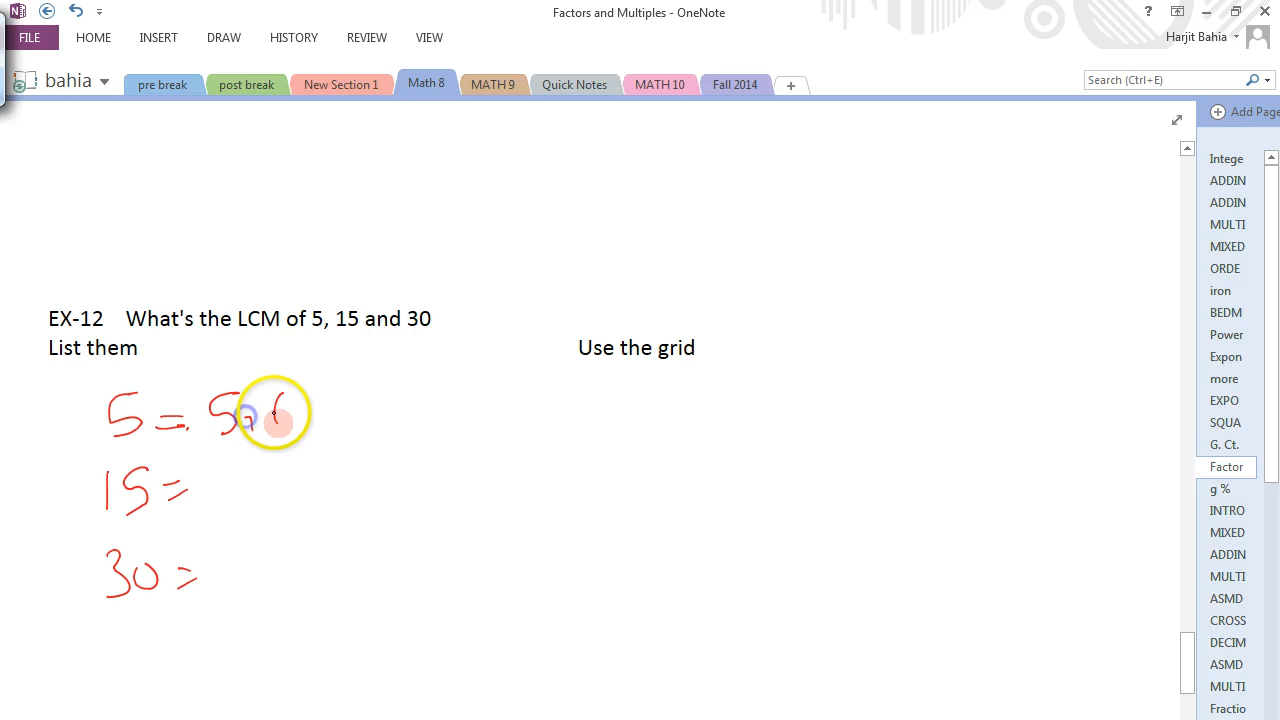 Factors and Multiples - OneNote
FILE HOME INSERT DRAW HISTORY REVIEW VIEW
Harjit Bahia
bahia
pre break post break New Section 1 Math 8 MATH 9 Quick Notes MATH 10 Fall 2014
Search (Ctrl+E)
Add Page
Intege
ADDIN
ADDIN
MULTI
MIXED
ORDE
iron
BEDM
Power
Expon
more
EXPO
SQUA
G. Ct.
Factor
g %
INTRO
MIXED
ADDIN
MULTI
ASMD
CROSS
DECIM
ASMD
MULTI
Fractio
EX-12 What's the LCM of 5, 15 and 30
List them
Use the grid
5 = 5,
15 =
30 =